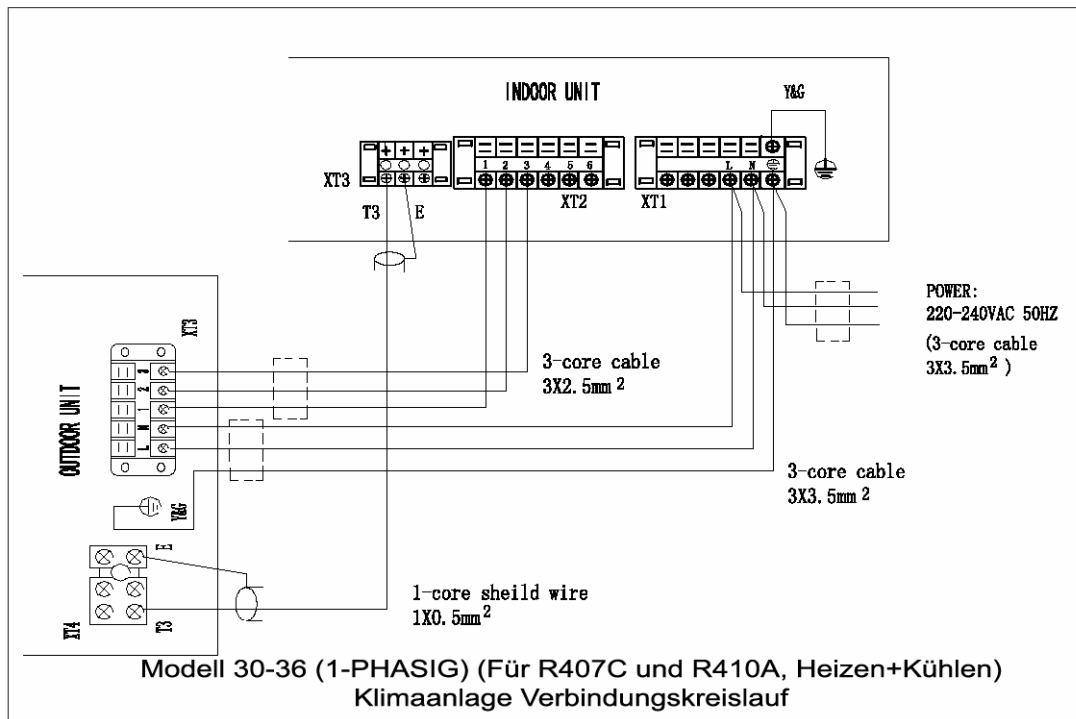 INDOOR UNIT
Y&G
1 2 3 4 5 6
L N
XT3
XT2
XT1
T3 E
POWER:
220-240VAC 50HZ
(3-core cable
3X3.5mm²)
XT3
OUTDOOR UNIT
3
2
1
N
L
3-core cable
3X2.5mm²
3-core cable
3X3.5mm²
Y&G
E
XT4
T3
1-core sheild wire
1X0.5mm²
Modell 30-36 (1-PHASIG) (Für R407C und R410A, Heizen+Kühlen)
Klimaanlage Verbindungskreislauf